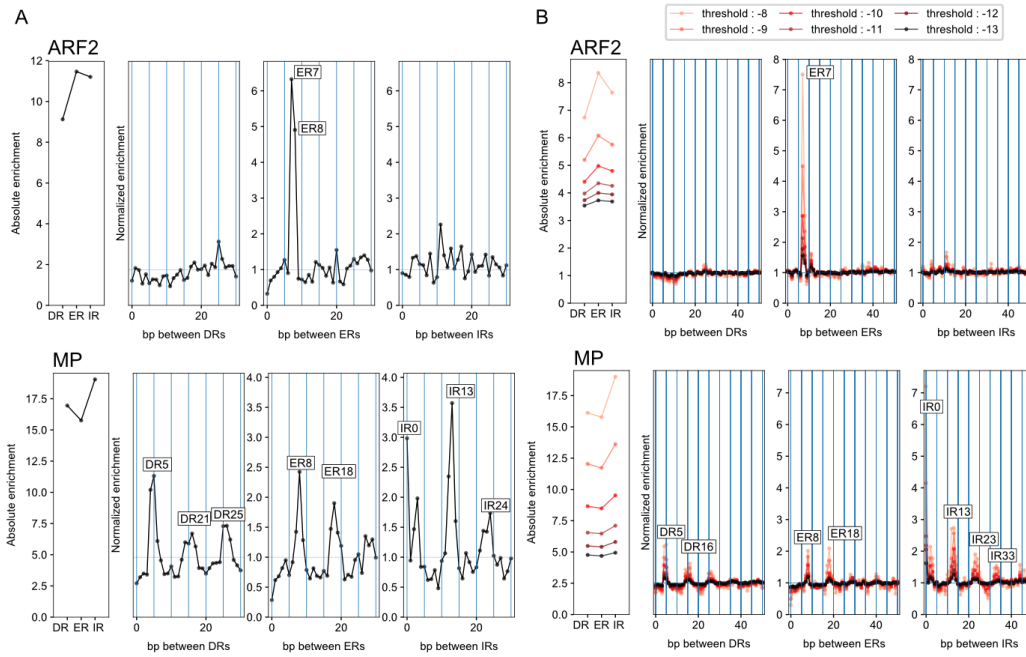 A
B
threshold : -8
threshold : -10
threshold : -12
threshold : -9
threshold : -11
threshold : -13
ARF2
Absolute enrichment
12
10
8
6
4
2
0
DR ER IR
Normalized enrichment
0 20
bp between DRs
6
5
4
3
2
1
0
ER7
ER8
0 20
bp between ERs
0 20
bp between IRs
ARF2
Absolute enrichment
8
7
6
5
4
3
2
1
0
DR ER IR
Normalized enrichment
0 20 40
bp between DRs
8
7
6
5
4
3
2
1
0
ER7
0 20 40
bp between ERs
8
7
6
5
4
3
2
1
0
0 20 40
bp between IRs
MP
Absolute enrichment
17.5
15.0
12.5
10.0
7.5
5.0
2.5
0.0
DR ER IR
Normalized enrichment
DR5
DR21
DR25
0 20
bp between DRs
4.0
3.5
3.0
2.5
2.0
1.5
1.0
0.5
0.0
ER8
ER18
0 20
bp between ERs
4.0
3.5
3.0
2.5
2.0
1.5
1.0
0.5
0.0
IR0
IR13
IR24
0 20
bp between IRs
MP
Absolute enrichment
17.5
15.0
12.5
10.0
7.5
5.0
2.5
0.0
DR ER IR
Normalized enrichment
DR5
DR16
0 20 40
bp between DRs
7
6
5
4
3
2
1
0
ER8
ER18
0 20 40
bp between ERs
7
6
5
4
3
2
1
0
IR0
IR13
IR23
IR33
0 20 40
bp between IRs